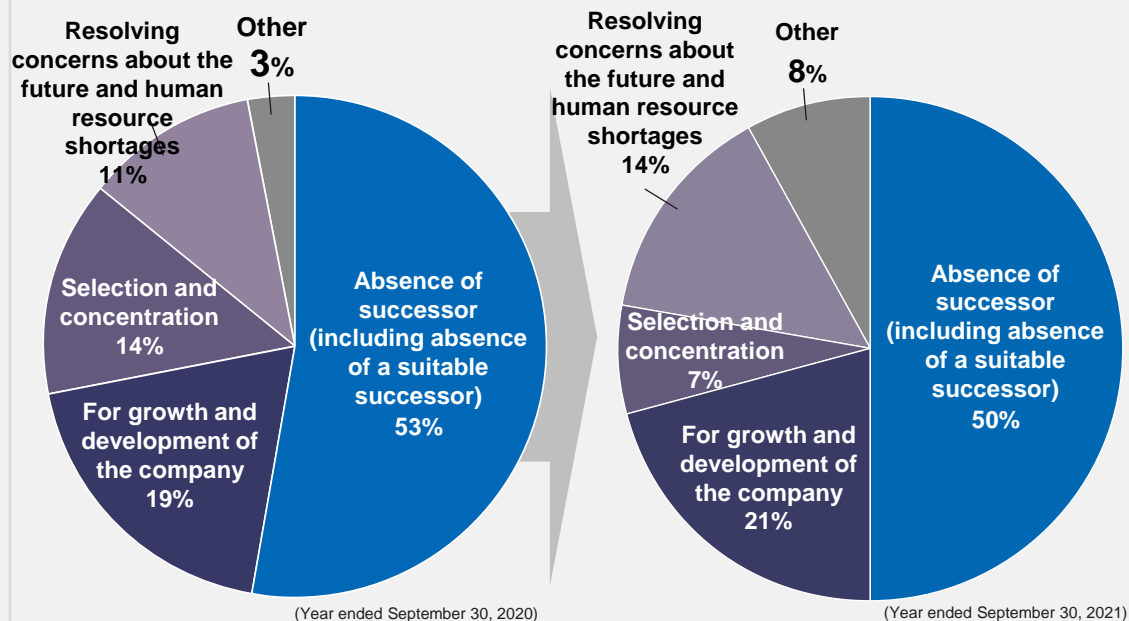 Resolving
concerns about the
future and human
resource
shortages
11%
Other
3%
Absence of
successor
(including absence
of a suitable
successor)
53%
Selection and
concentration
14%
For growth and
development of
the company
19%
(Year ended September 30, 2020)
Resolving
concerns about
the future and
human resource
shortages
14%
Other
8%
Absence of
successor
(including absence
of a suitable
successor)
50%
Selection and
concentration
7%
For growth and
development of
the company
21%
(Year ended September 30, 2021)